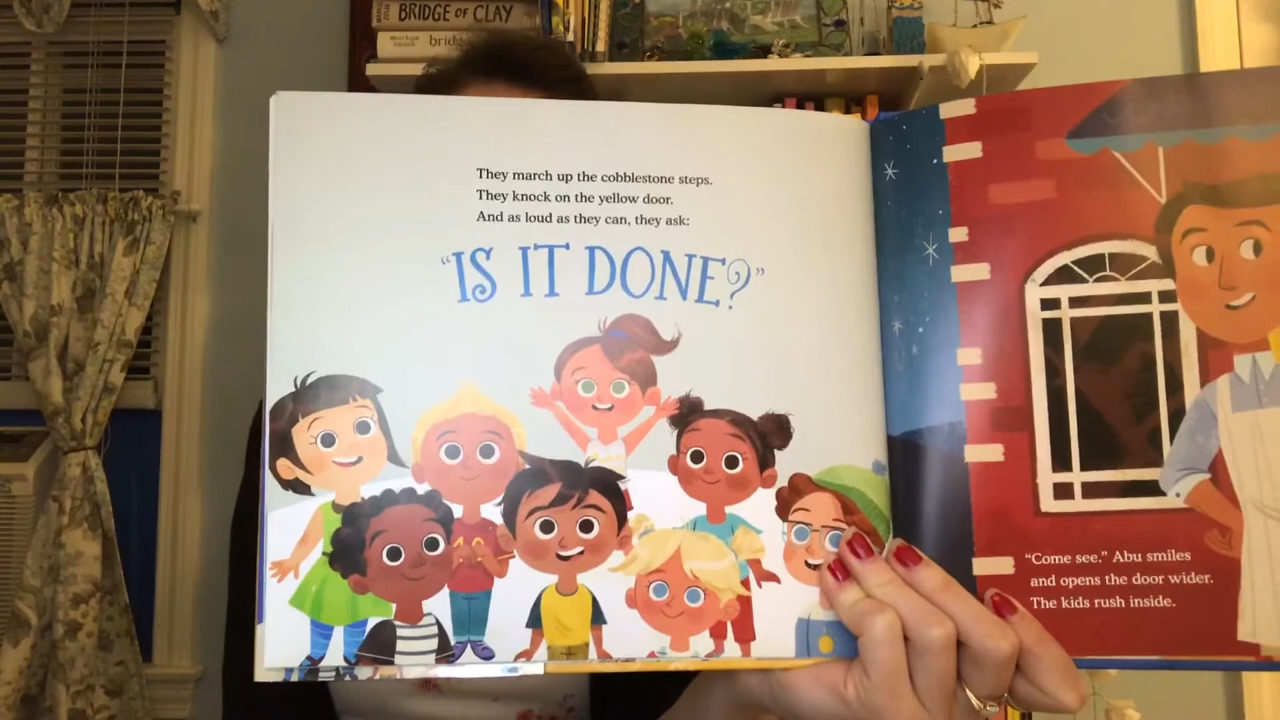 BRIDGE OF CLAY
bridge
They march up the cobblestone steps.
They knock on the yellow door.
And as loud as they can, they ask:
"IS IT DONE?"
"Come see." Abu smiles
and opens the door wider.
The kids rush inside.